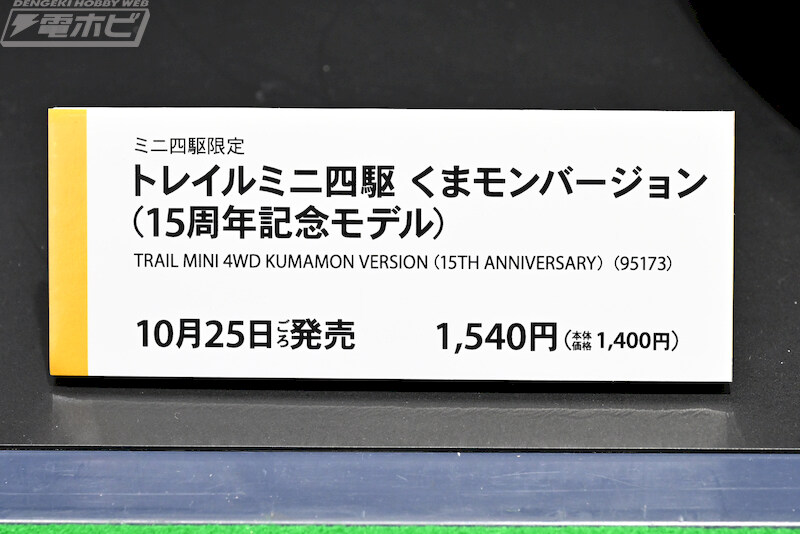 DENGEKI HOBBY WEB
電ホビ
ミニ四駆限定
トレイルミニ四駆 くまモンバージョン
（15周年記念モデル）
TRAIL MINI 4WD KUMAMON VERSION（15TH ANNIVERSARY）（95173）
10月25日ごろ発売 1,540円（本体価格 1,400円）